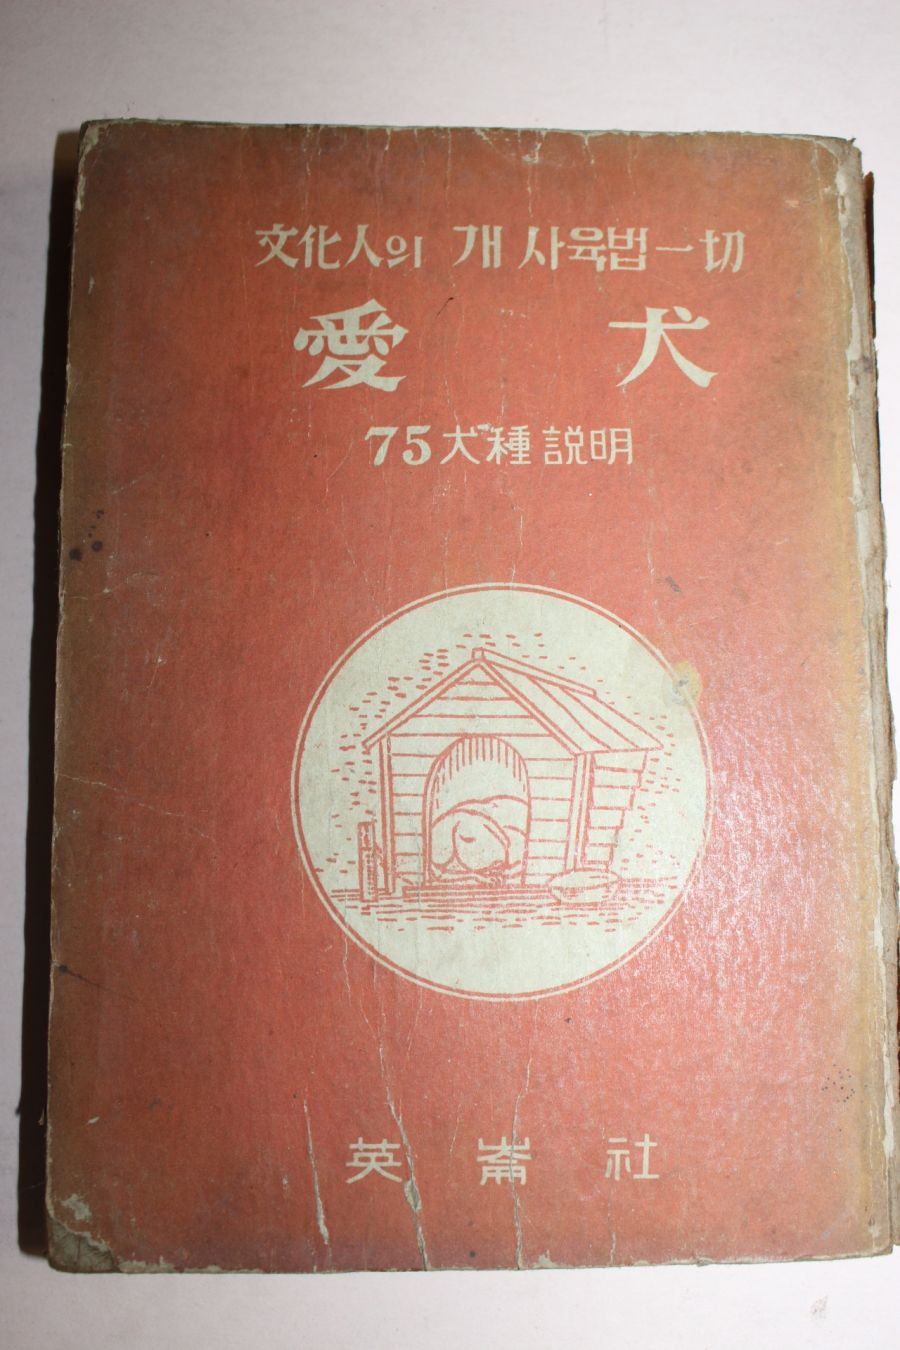 文化人의 개 사육법 一切
愛犬
75犬種 説明
英崙社